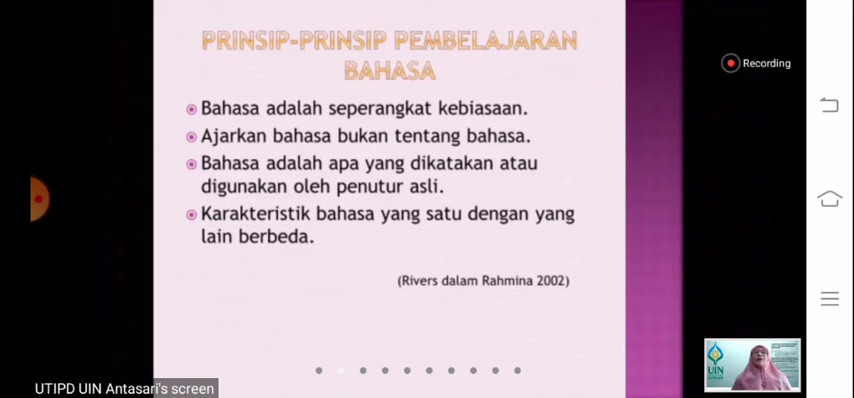 PRINSIP-PRINSIP PEMBELAJARAN
BAHASA
Bahasa adalah seperangkat kebiasaan.
Ajarkan bahasa bukan tentang bahasa.
Bahasa adalah apa yang dikatakan atau
digunakan oleh penutur asli.
Karakteristik bahasa yang satu dengan yang
lain berbeda.
(Rivers dalam Rahmina 2002)
Recording
UIN
UTIPD UIN Antasari's screen